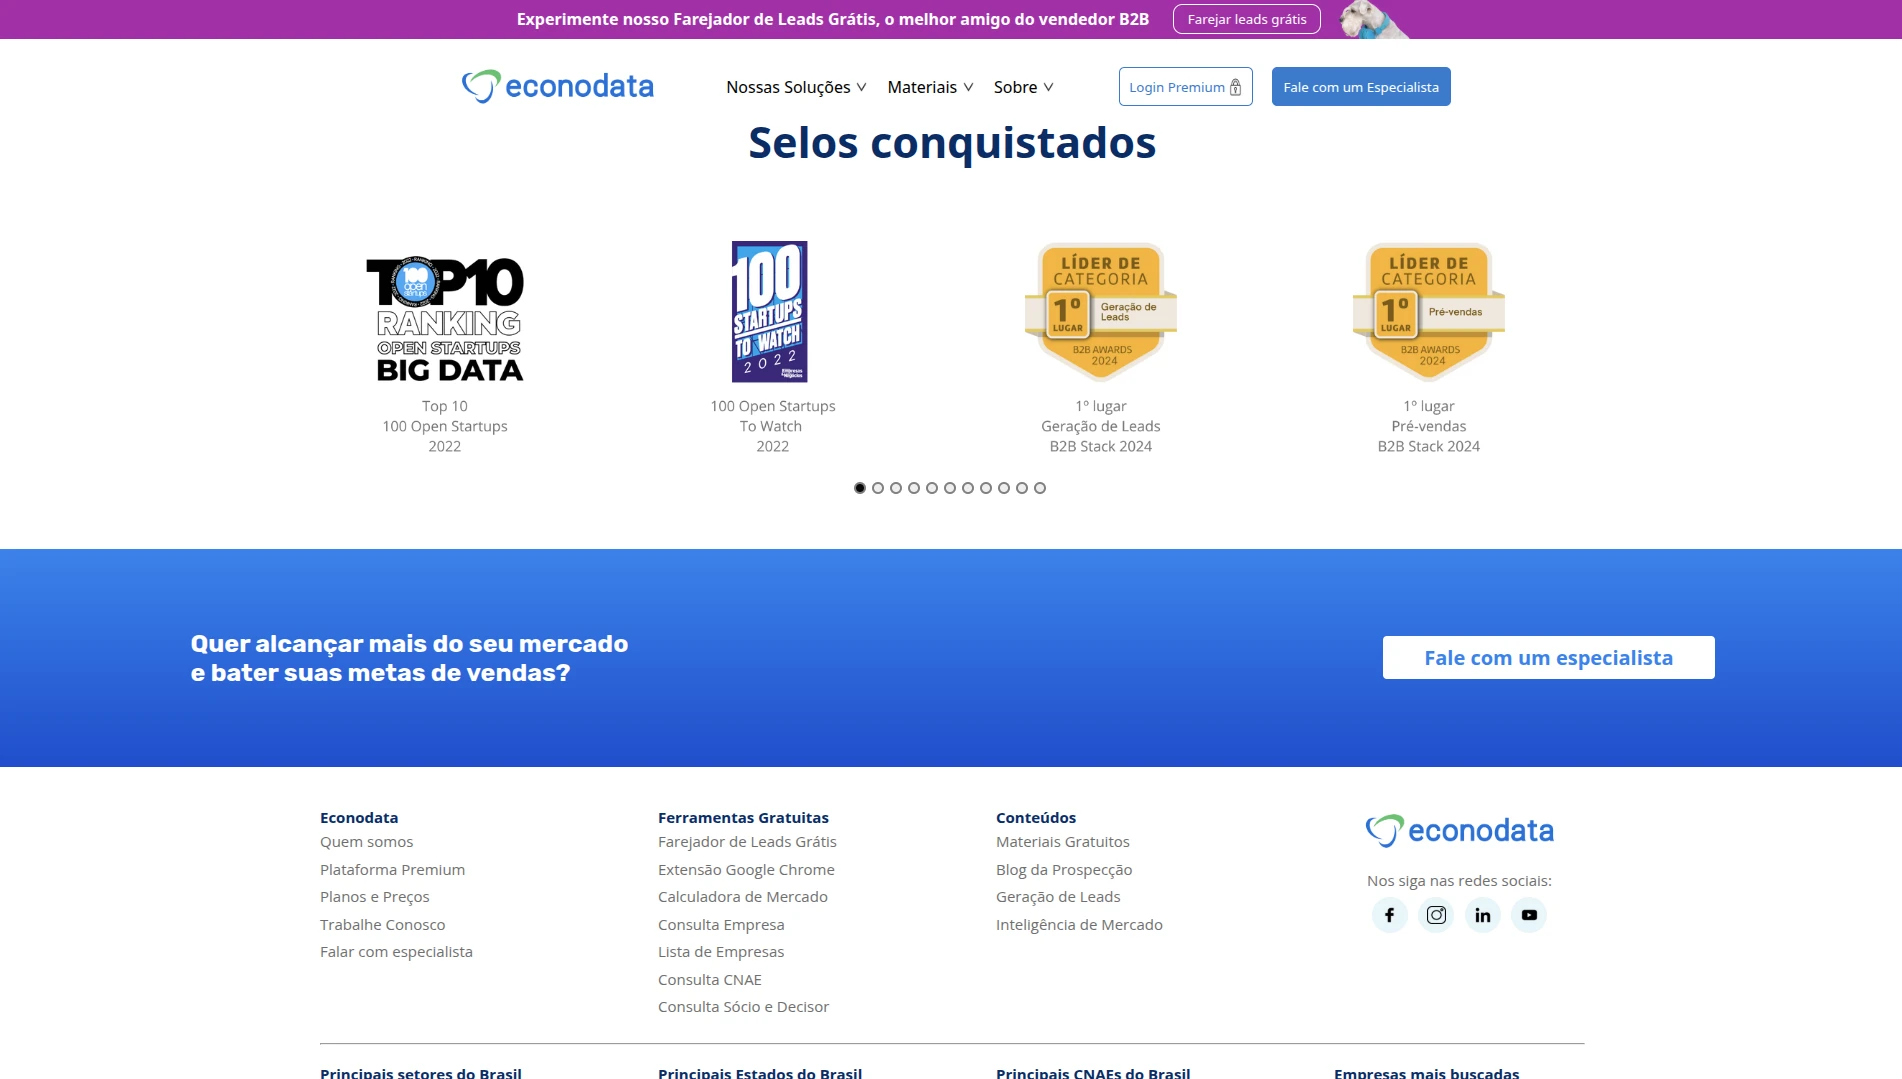 Experimente nosso Farejador de Leads Grátis, o melhor amigo do vendedor B2B
Farejar leads grátis
econodata
Nossas Soluções
Materiais
Sobre
Login Premium
Fale com um Especialista
Selos conquistados
TOP10
100
open
startups
RANKING
OPEN STARTUPS
BIG DATA
Top 10
100 Open Startups
2022
100
STARTUPS
TO WATCH
2022
100 Open Startups
To Watch
2022
LÍDER DE
CATEGORIA
1º
LUGAR
Geração de
Leads
B2B AWARDS
2024
1º lugar
Geração de Leads
B2B Stack 2024
LÍDER DE
CATEGORIA
1º
LUGAR
Pré-vendas
B2B AWARDS
2024
1º lugar
Pré-vendas
B2B Stack 2024
Quer alcançar mais do seu mercado
e bater suas metas de vendas?
Fale com um especialista
Econodata
Quem somos
Plataforma Premium
Planos e Preços
Trabalhe Conosco
Falar com especialista
Ferramentas Gratuitas
Farejador de Leads Grátis
Extensão Google Chrome
Calculadora de Mercado
Consulta Empresa
Lista de Empresas
Consulta CNAE
Consulta Sócio e Decisor
Conteúdos
Materiais Gratuitos
Blog da Prospecção
Geração de Leads
Inteligência de Mercado
econodata
Nos siga nas redes sociais:
Principais setores do Brasil
Principais Estados do Brasil
Principais CNAEs do Brasil
Empresas mais buscadas